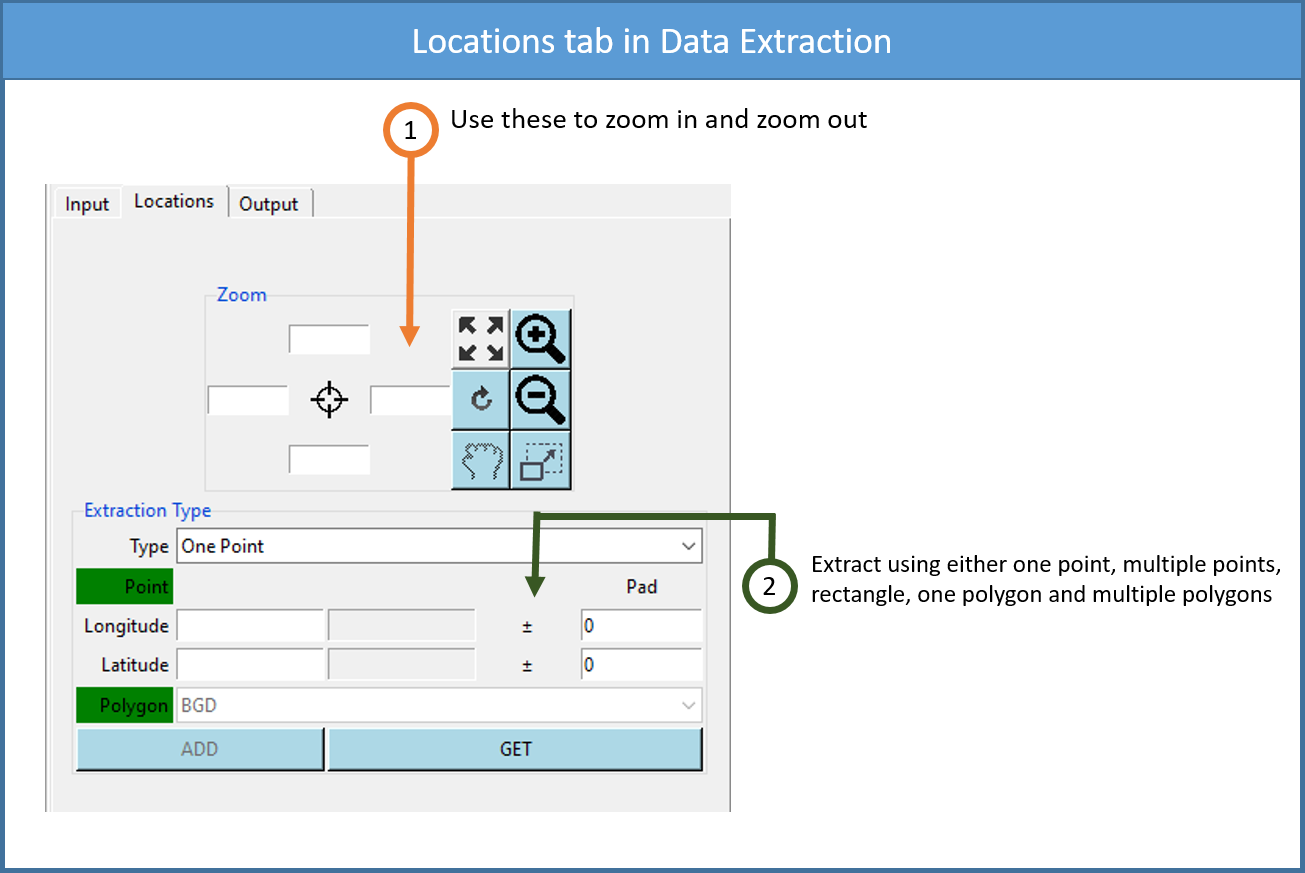 Locations tab in Data Extraction
1 Use these to zoom in and zoom out
Input Locations Output
Zoom
Extraction Type
Type One Point
Point Pad
Longitude ± 0
Latitude ± 0
Polygon BGD
ADD GET
2 Extract using either one point, multiple points,
rectangle, one polygon and multiple polygons